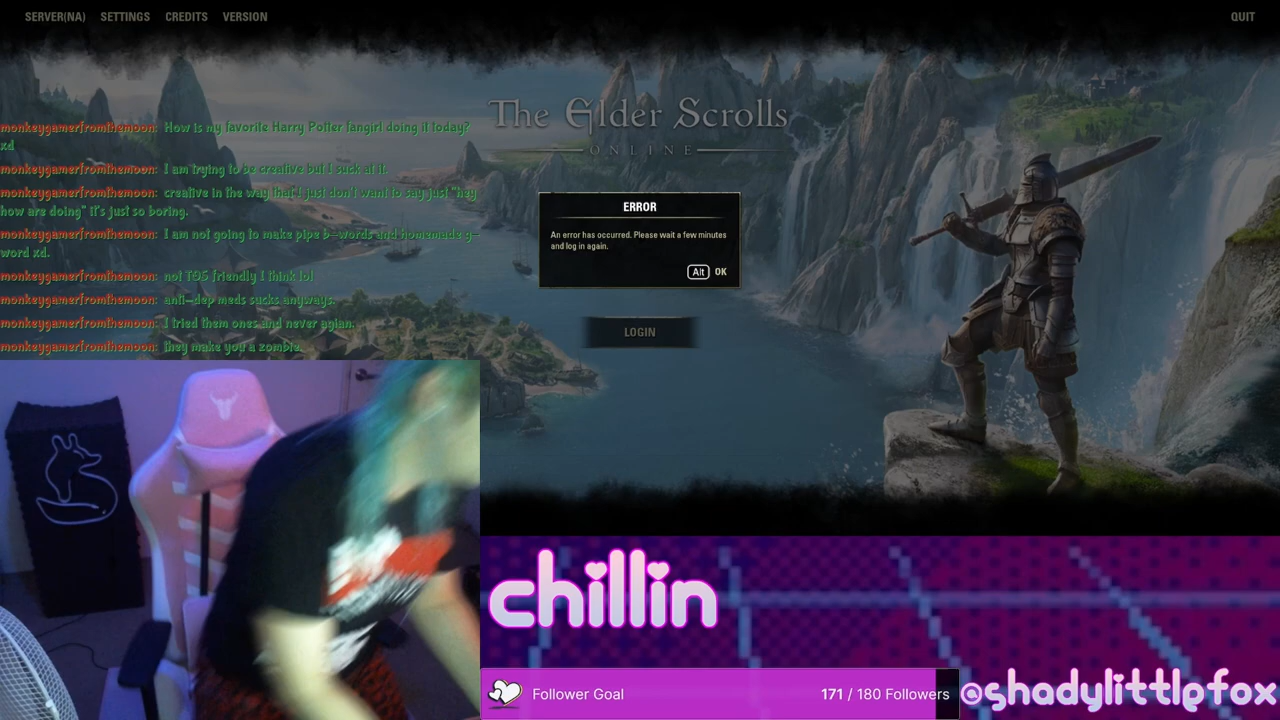 SERVER(NA) SETTINGS CREDITS VERSION QUIT
The Elder Scrolls
ONLINE
monkeygamerfromthemoon: How is my favorite Harry Potter fangirl doing it today?
xd
monkeygamerfromthemoon: I am trying to be creative but I suck at it.
monkeygamerfromthemoon: creative in the way that I just don't want to say just "hey
how are doing" it's just so boring.
monkeygamerfromthemoon: I am not going to make pipe b-words and homemade g-
word xd.
monkeygamerfromthemoon: not TOS friendly I think lol
monkeygamerfromthemoon: anti-dep meds sucks anyways.
monkeygamerfromthemoon: I tried them ones and never agian.
monkeygamerfromthemoon: they make you a zombie.
ERROR
An error has occurred. Please wait a few minutes
and log in again.
Alt OK
LOGIN
chillin
Follower Goal 171 / 180 Followers
@shadylittlefox